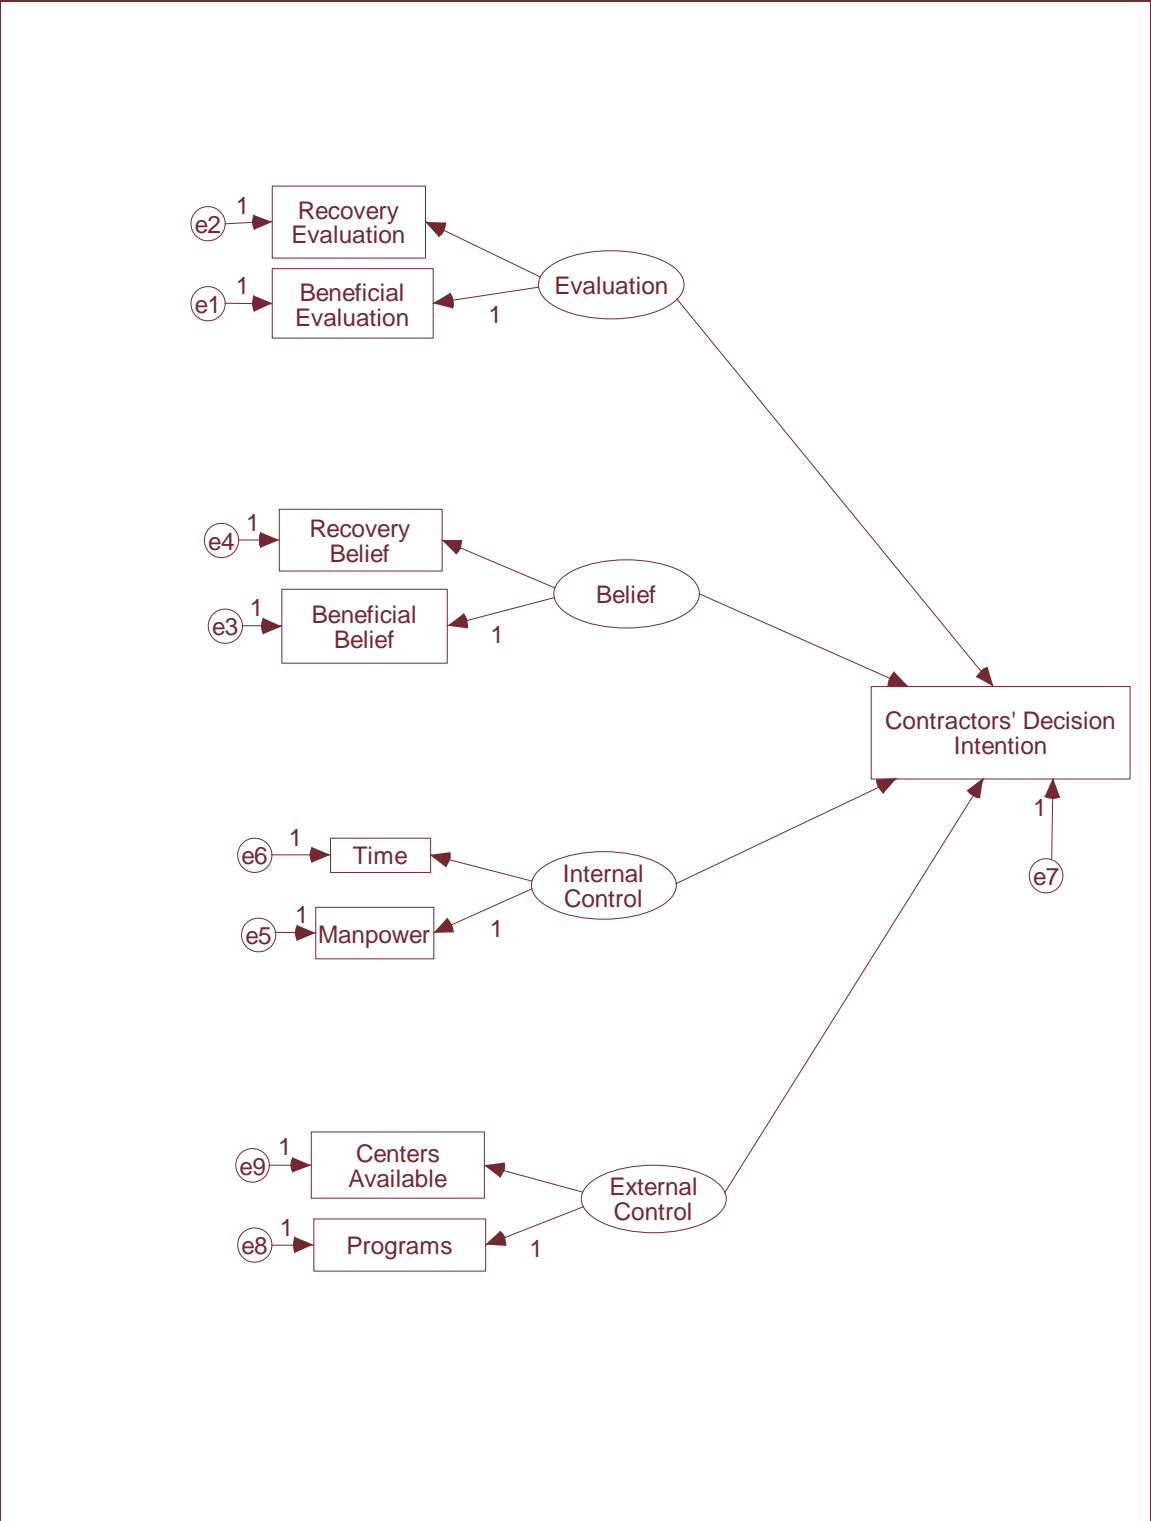 1
e2
Recovery
Evaluation
1
e1
Beneficial
Evaluation
1
Evaluation
1
e4
Recovery
Belief
1
e3
Beneficial
Belief
1
Belief
Contractors' Decision
Intention
1
e7
1
e6
Time
1
e5
Manpower
1
Internal
Control
1
e9
Centers
Available
1
e8
Programs
1
External
Control